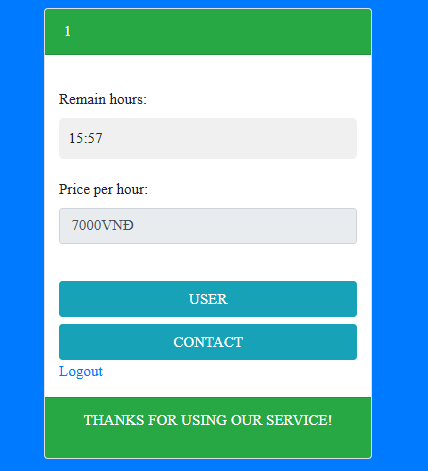 1
Remain hours:
15:57
Price per hour:
7000VNĐ
USER
CONTACT
Logout
THANKS FOR USING OUR SERVICE!